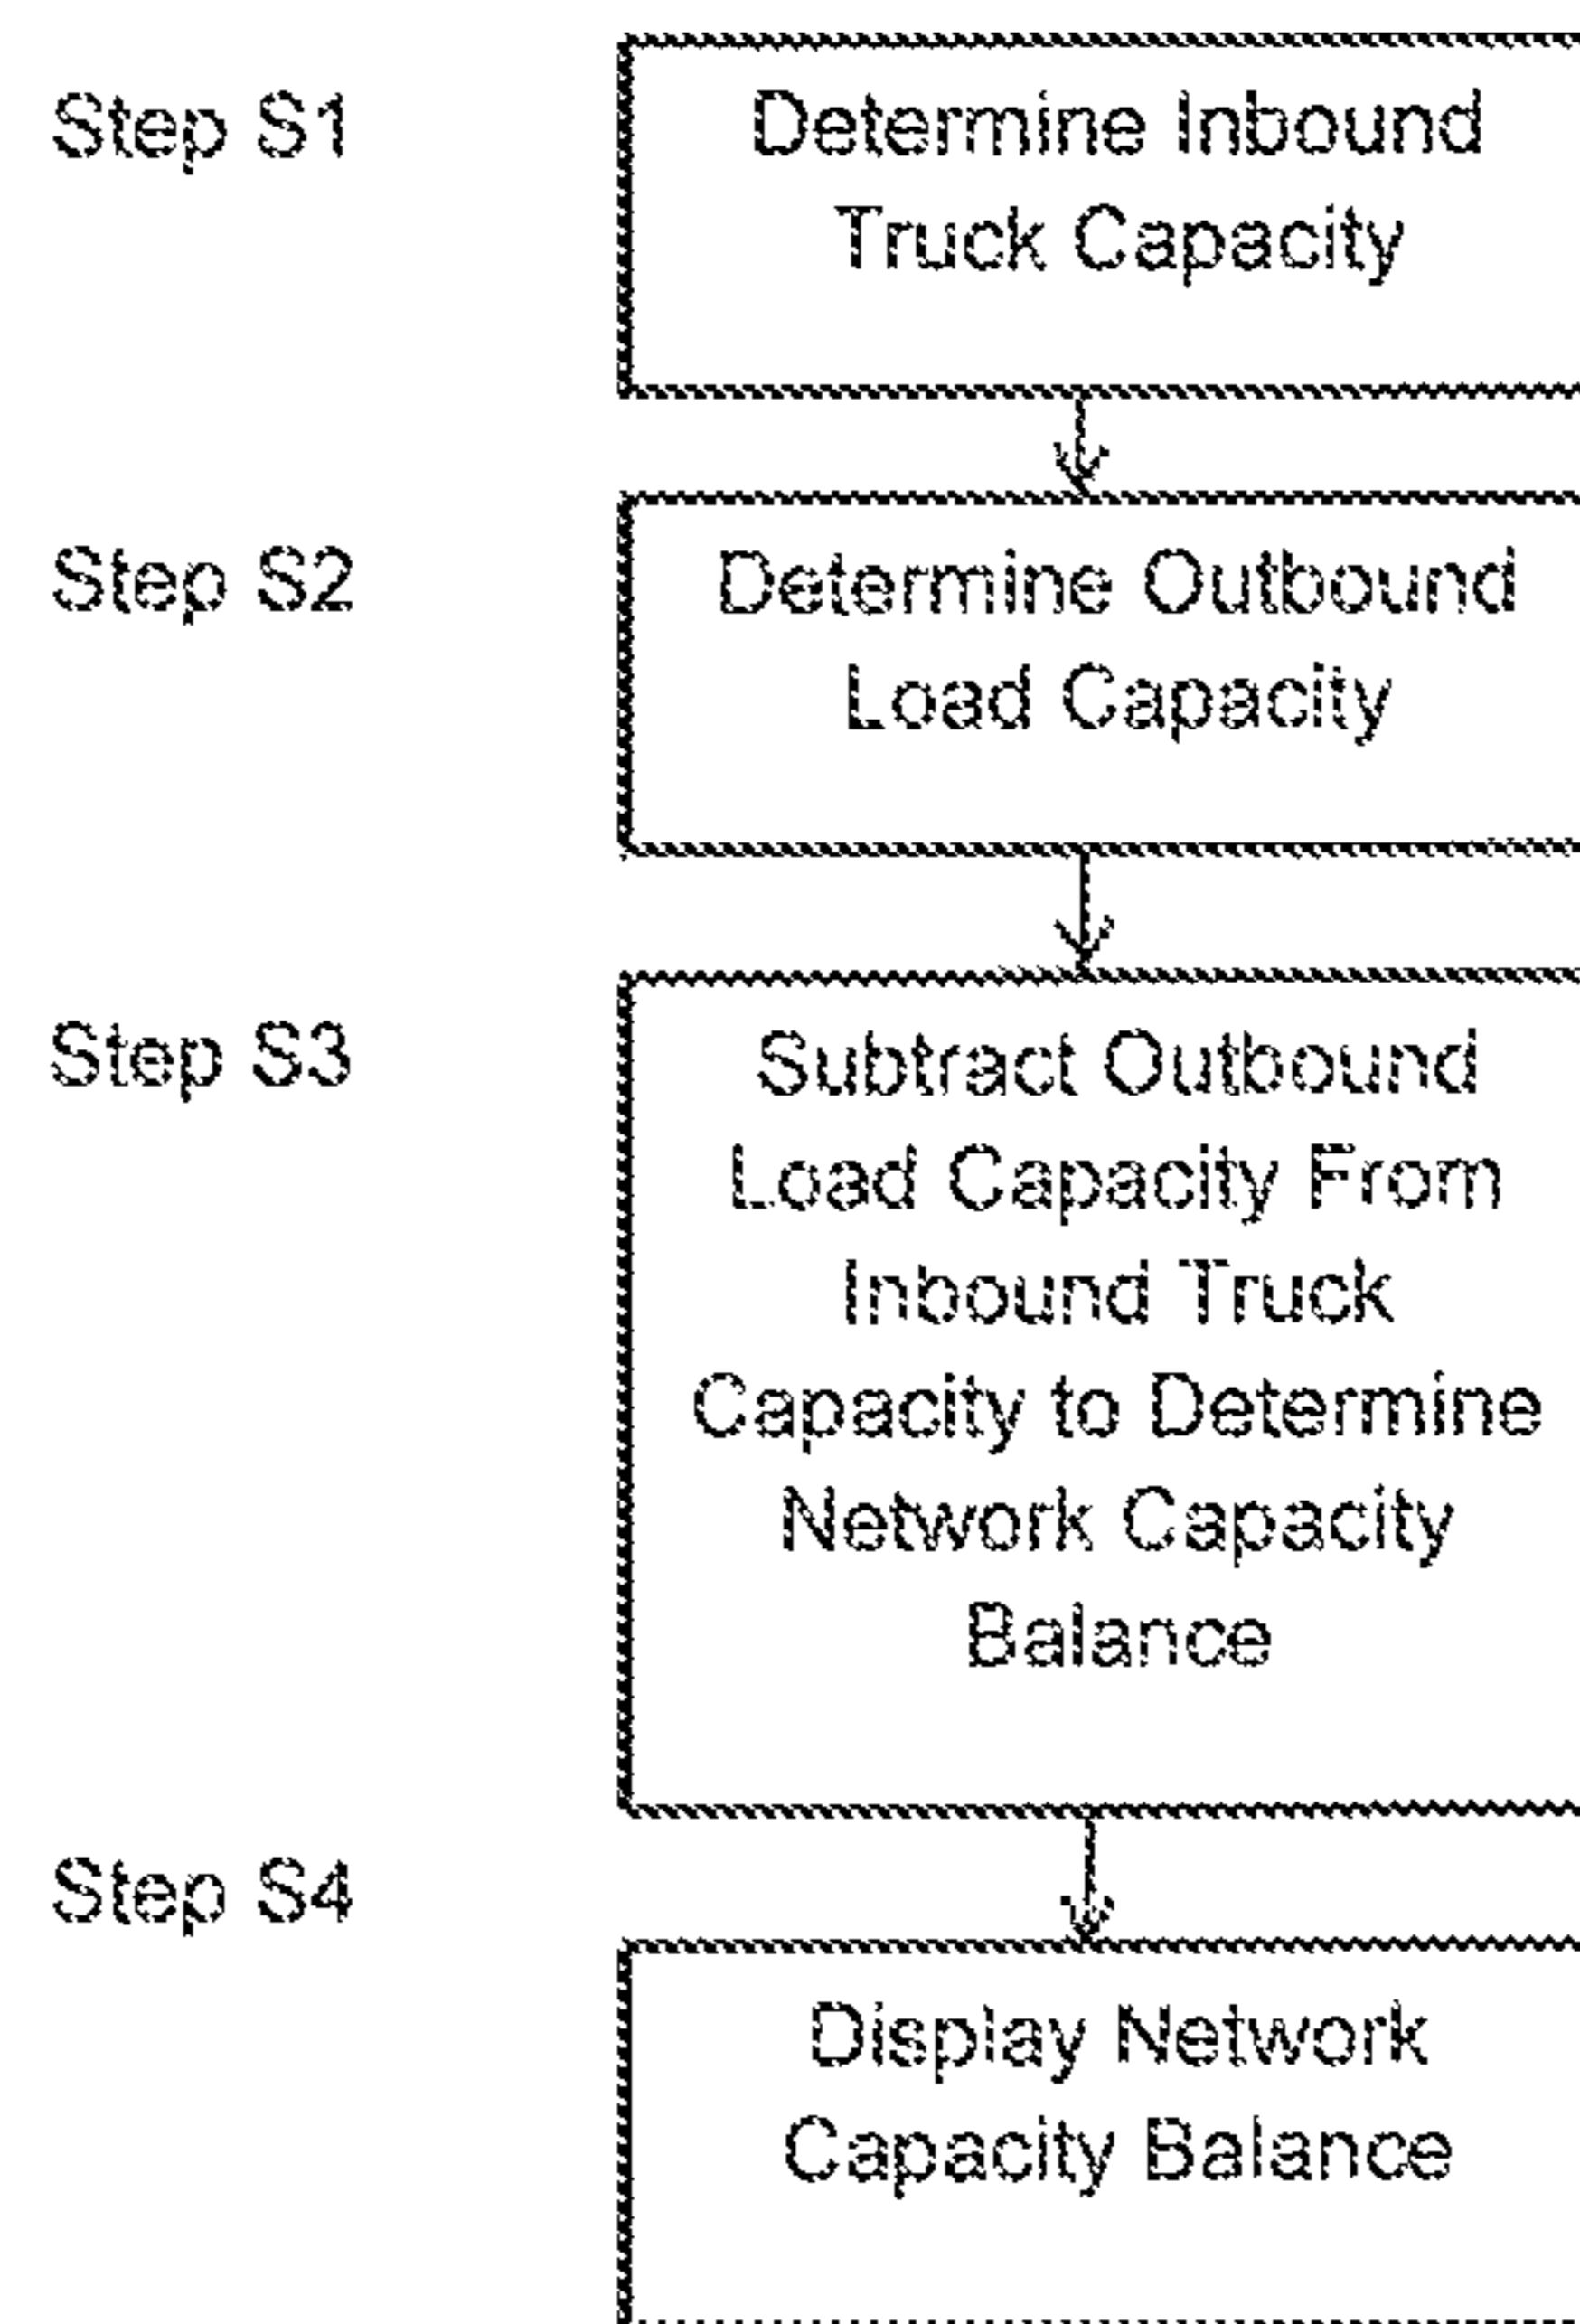 Step S1
Determine Inbound
Truck Capacity
Step S2
Determine Outbound
Load Capacity
Step S3
Subtract Outbound
Load Capacity From
Inbound Truck
Capacity to Determine
Network Capacity
Balance
Step S4
Display Network
Capacity Balance